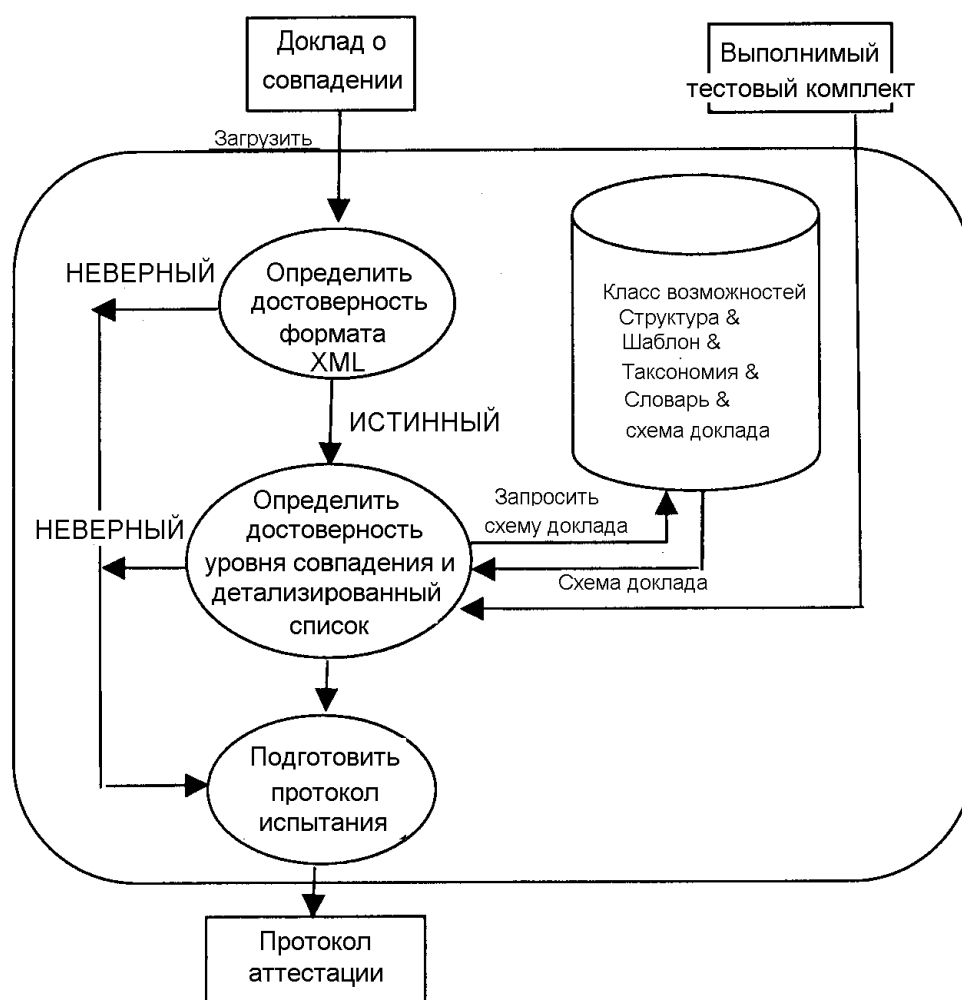 Доклад о
совпадении
Выполнимый
тестовый комплект
Загрузить
НЕВЕРНЫЙ
Определить
достоверность
формата
XML
Класс возможностей
Структура &
Шаблон &
Таксономия &
Словарь &
схема доклада
ИСТИННЫЙ
НЕВЕРНЫЙ
Определить
достоверность
уровня совпадения и
детализированный
список
Запросить
схему доклада
Схема доклада
Подготовить
протокол
испытания
Протокол
аттестации